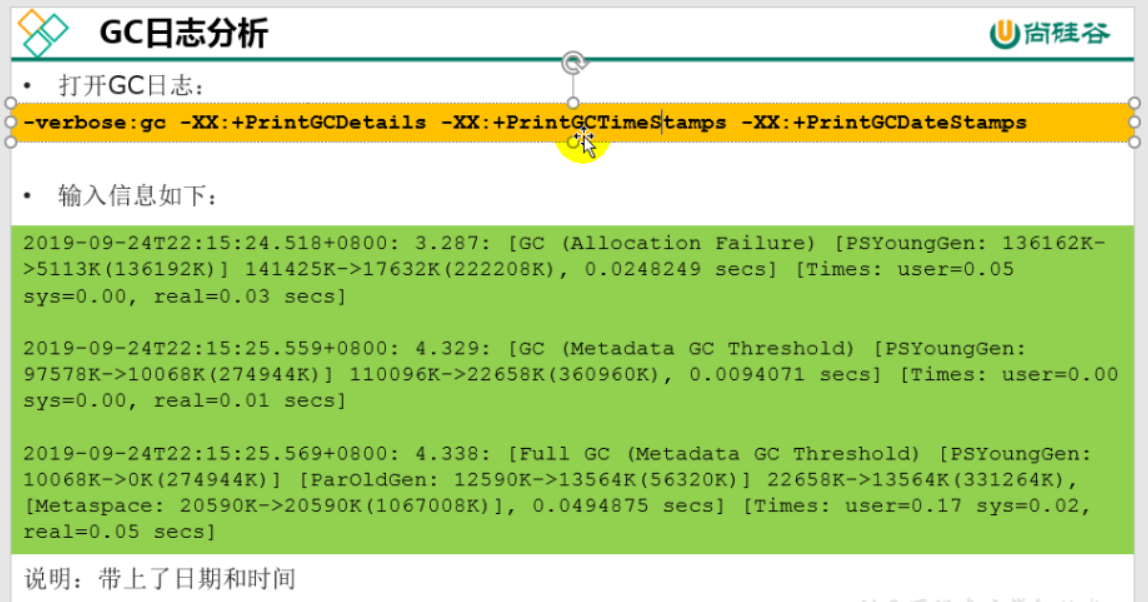 GC日志分析
尚硅谷
• 打开GC日志：
-verbose:gc -XX:+PrintGCDetails -XX:+PrintGCTimeStamps -XX:+PrintGCDateStamps
• 输入信息如下：
2019-09-24T22:15:24.518+0800: 3.287: [GC (Allocation Failure) [PSYoungGen: 136162K-
>5113K(136192K)] 141425K->17632K(222208K), 0.0248249 secs] [Times: user=0.05
sys=0.00, real=0.03 secs]
2019-09-24T22:15:25.559+0800: 4.329: [GC (Metadata GC Threshold) [PSYoungGen:
97578K->10068K(274944K)] 110096K->22658K(360960K), 0.0094071 secs] [Times: user=0.00
sys=0.00, real=0.01 secs]
2019-09-24T22:15:25.569+0800: 4.338: [Full GC (Metadata GC Threshold) [PSYoungGen:
10068K->0K(274944K)] [ParOldGen: 12590K->13564K(56320K)] 22658K->13564K(331264K),
[Metaspace: 20590K->20590K(1067008K)], 0.0494875 secs] [Times: user=0.17 sys=0.02,
real=0.05 secs]
说明：带上了日期和时间